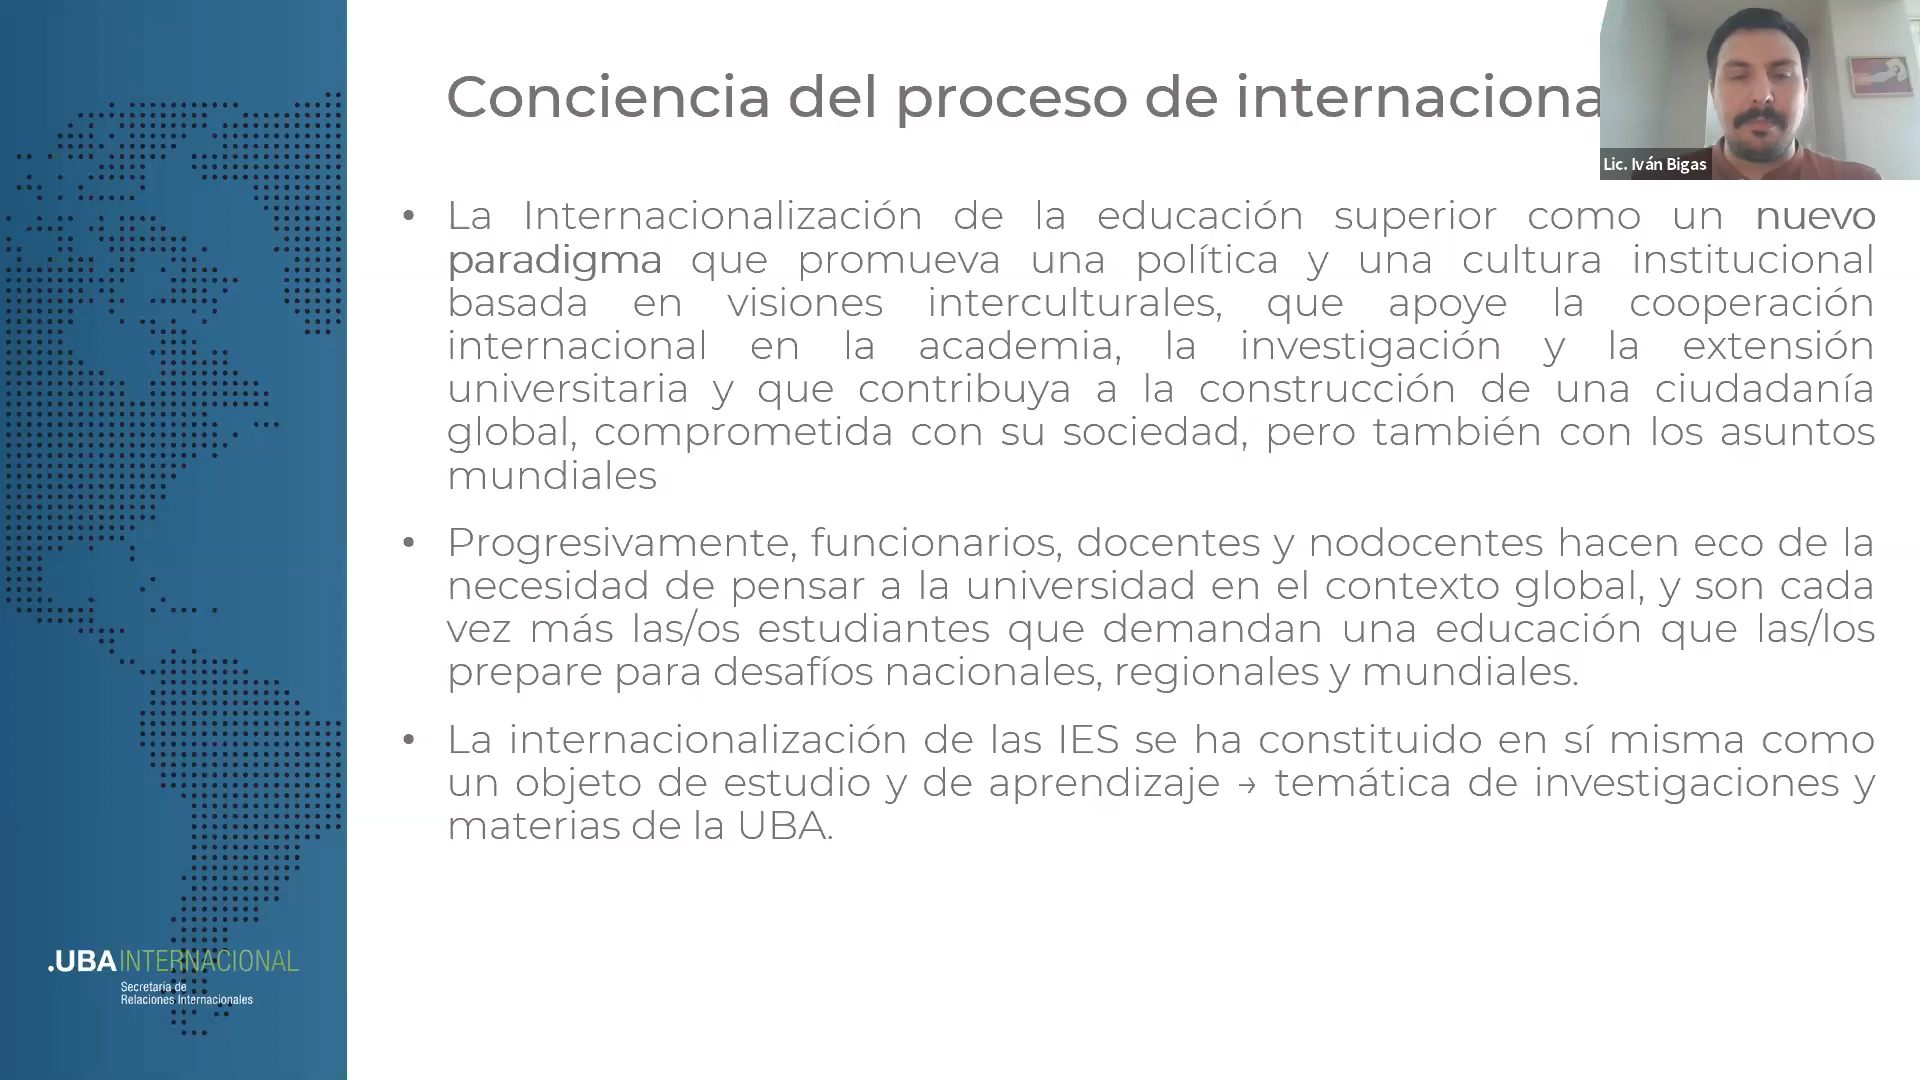 Conciencia del proceso de internaciona
Lic. Iván Bigas
• La Internacionalización de la educación superior como un nuevo
paradigma que promueva una política y una cultura institucional
basada en visiones interculturales, que apoye la cooperación
internacional en la academia, la investigación y la extensión
universitaria y que contribuya a la construcción de una ciudadanía
global, comprometida con su sociedad, pero también con los asuntos
mundiales
• Progresivamente, funcionarios, docentes y nodocentes hacen eco de la
necesidad de pensar a la universidad en el contexto global, y son cada
vez más las/os estudiantes que demandan una educación que las/los
prepare para desafíos nacionales, regionales y mundiales.
• La internacionalización de las IES se ha constituido en sí misma como
un objeto de estudio y de aprendizaje → temática de investigaciones y
materias de la UBA.
.UBAINTERNACIONAL
Secretaría de
Relaciones Internacionales